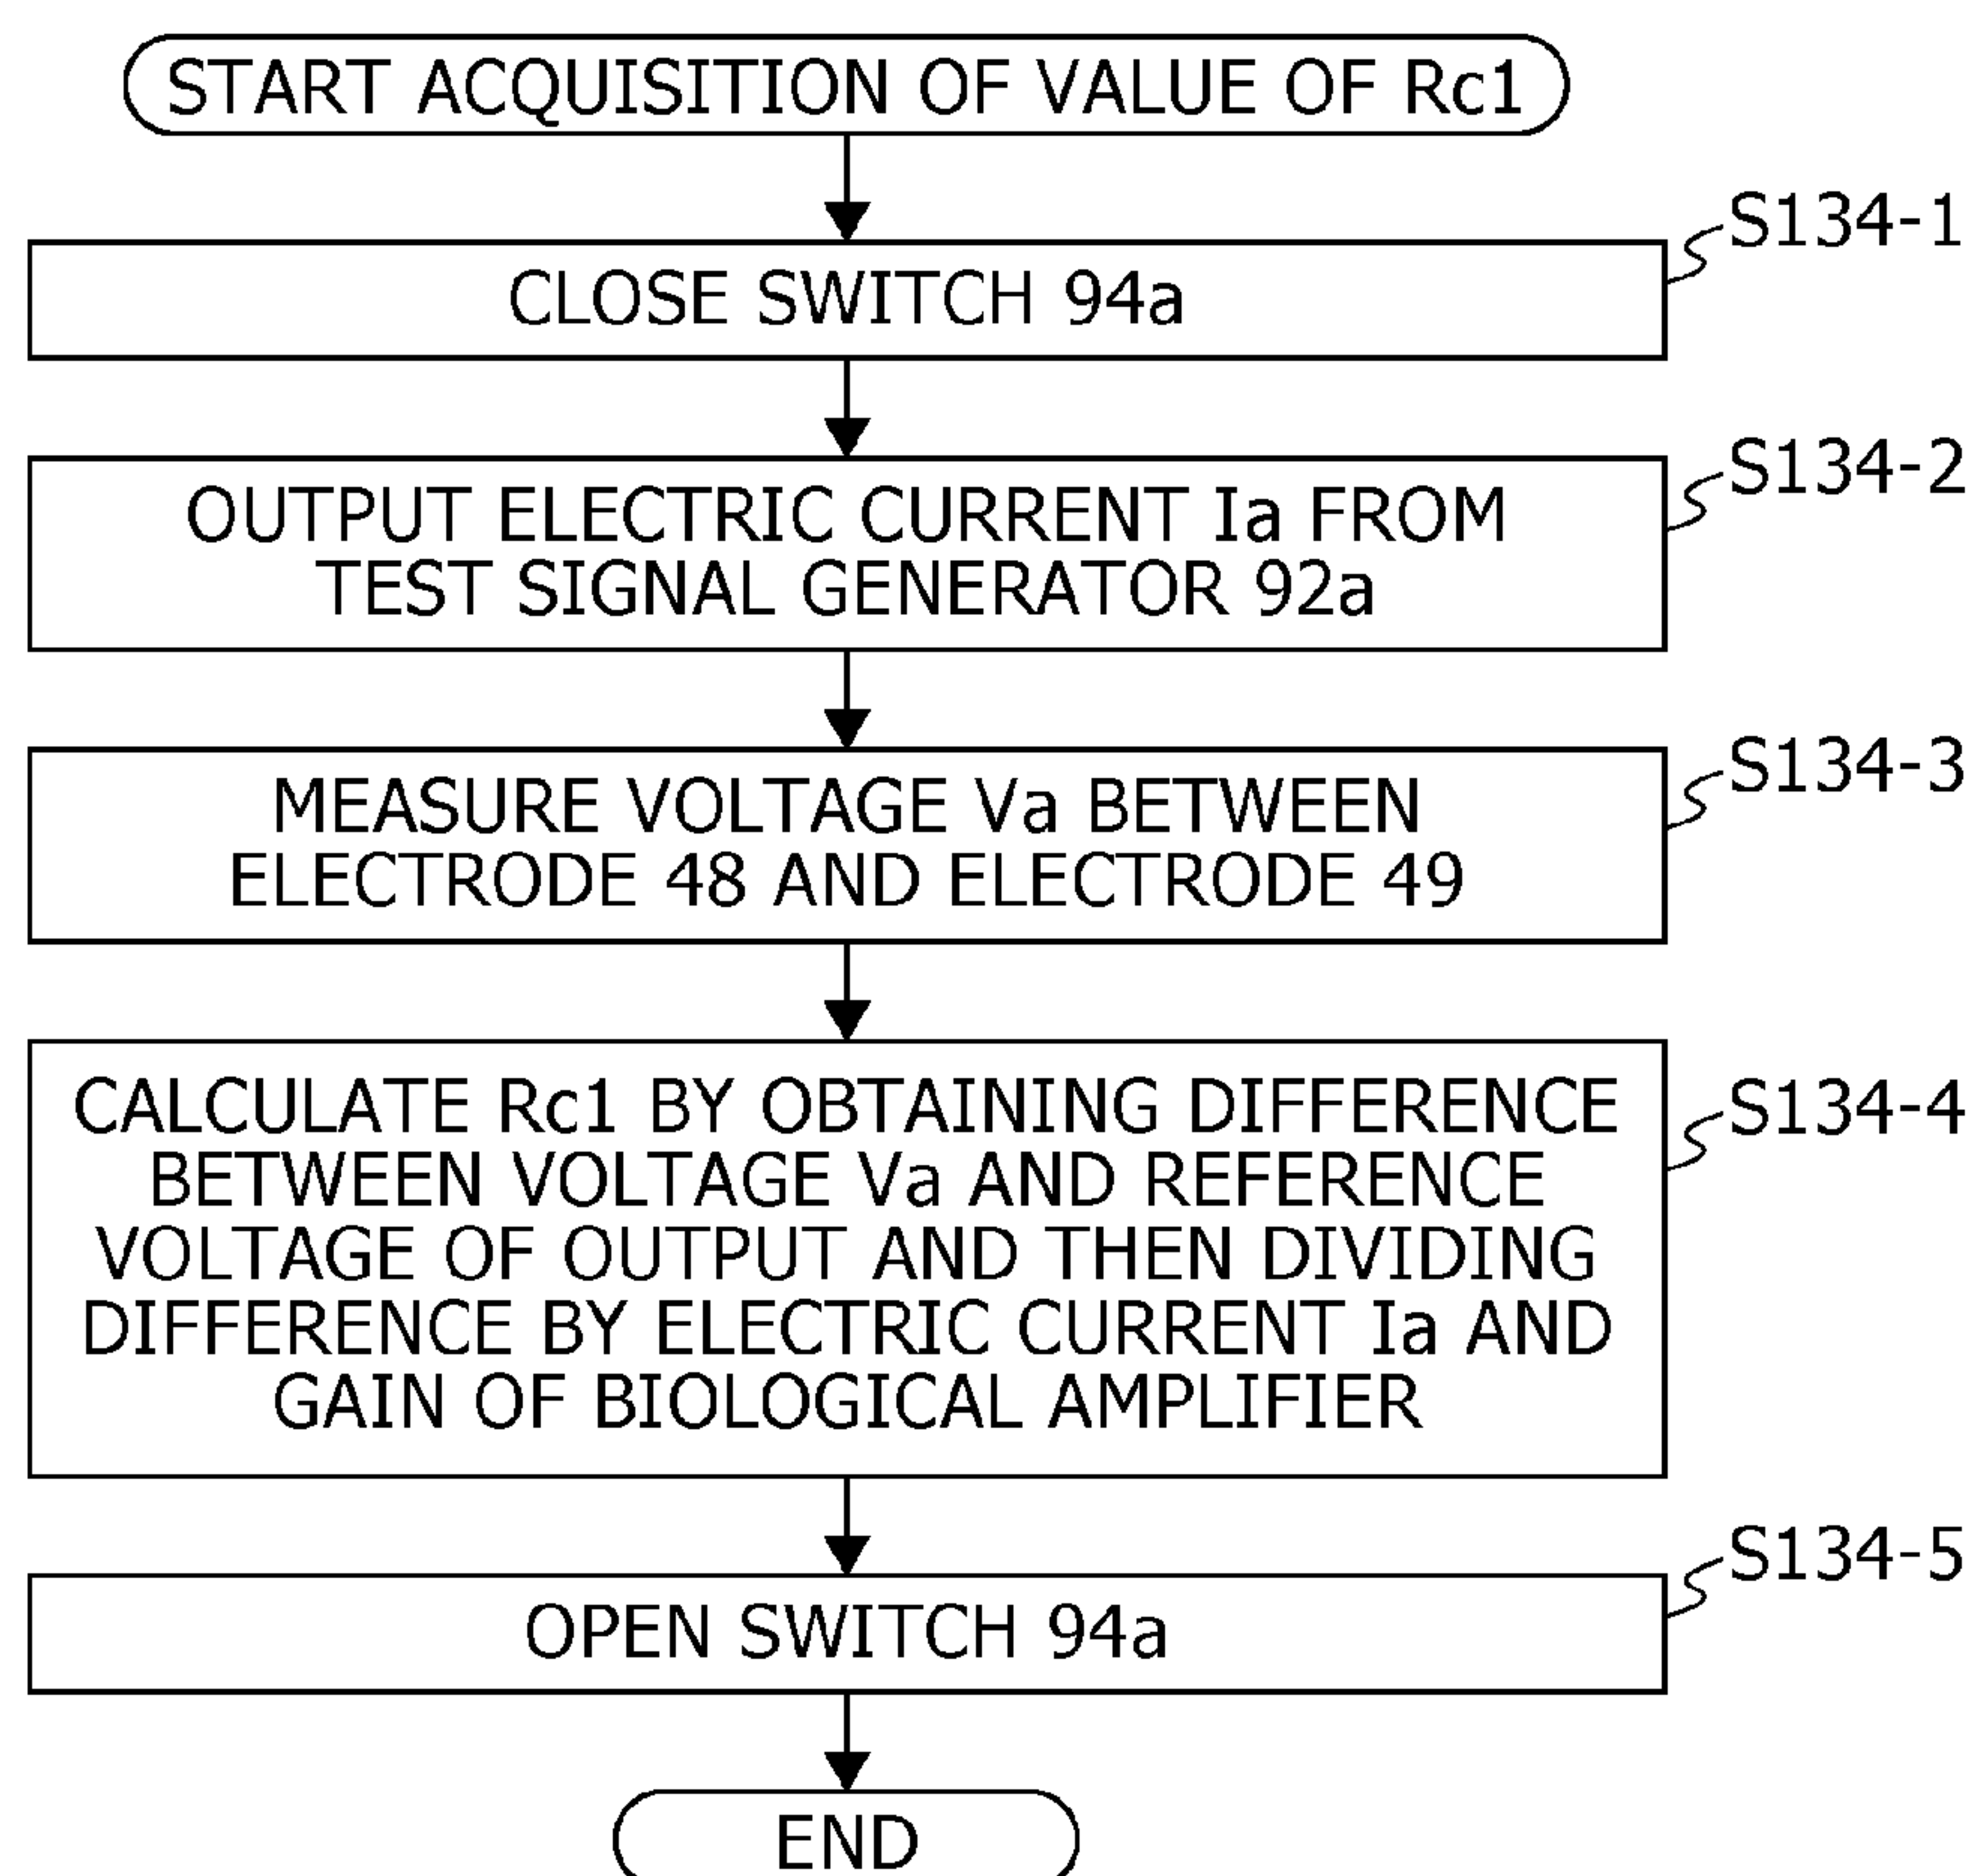 START ACQUISITION OF VALUE OF Rc1
S134-1
CLOSE SWITCH 94a
S134-2
OUTPUT ELECTRIC CURRENT Ia FROM
TEST SIGNAL GENERATOR 92a
S134-3
MEASURE VOLTAGE Va BETWEEN
ELECTRODE 48 AND ELECTRODE 49
S134-4
CALCULATE Rc1 BY OBTAINING DIFFERENCE
BETWEEN VOLTAGE Va AND REFERENCE
VOLTAGE OF OUTPUT AND THEN DIVIDING
DIFFERENCE BY ELECTRIC CURRENT Ia AND
GAIN OF BIOLOGICAL AMPLIFIER
S134-5
OPEN SWITCH 94a
END